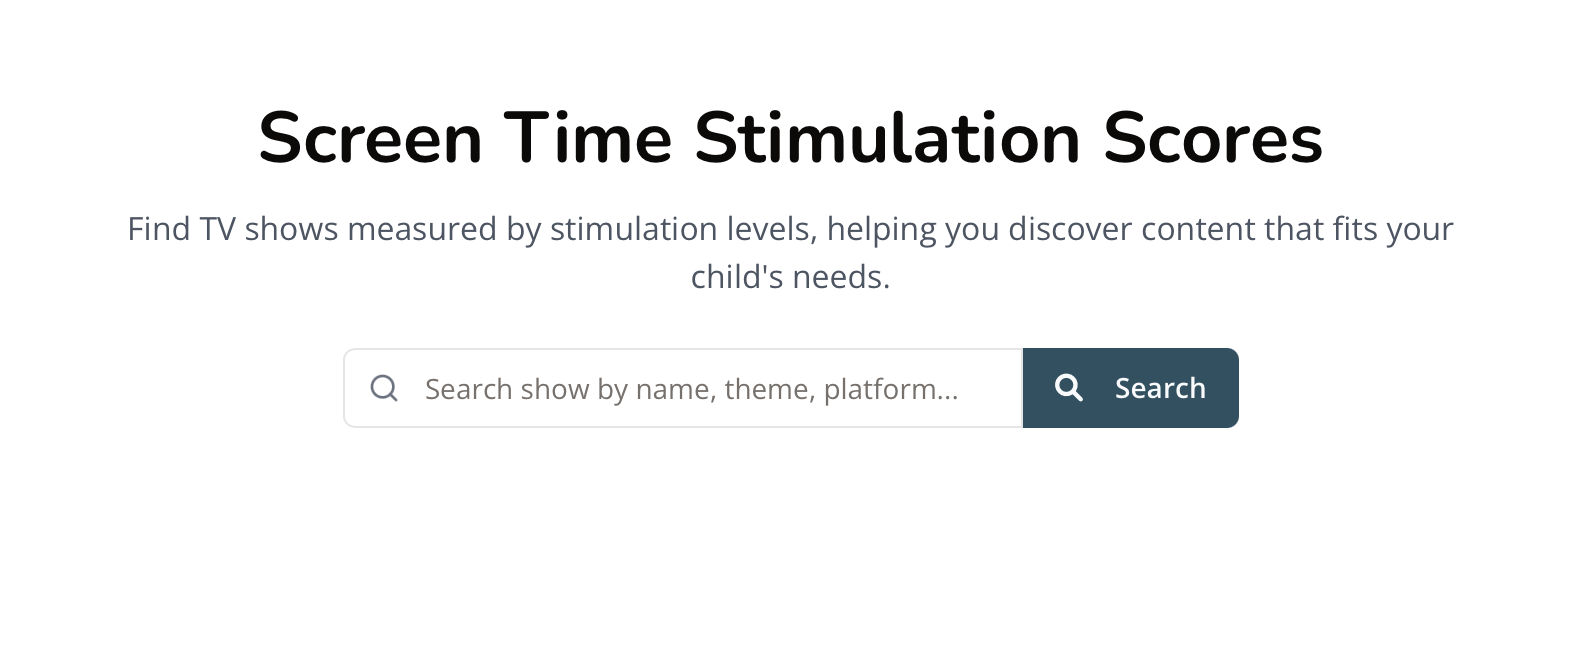 Screen Time Stimulation Scores
Find TV shows measured by stimulation levels, helping you discover content that fits your
child's needs.
Search show by name, theme, platform...
Search